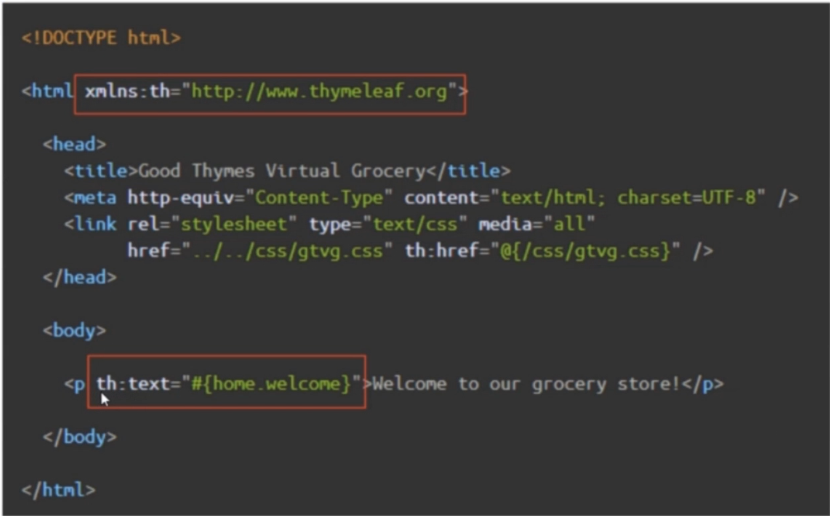 <!DOCTYPE html>
<html xmlns:th="http://www.thymeleaf.org">
<head>
<title>Good Thymes Virtual Grocery</title>
<meta http-equiv="Content-Type" content="text/html; charset=UTF-8" />
<link rel="stylesheet" type="text/css" media="all"
href="../../css/gtvg.css" th:href="@{/css/gtvg.css}" />
</head>
<body>
<p th:text="#{home.welcome}">Welcome to our grocery store!</p>
</body>
</html>